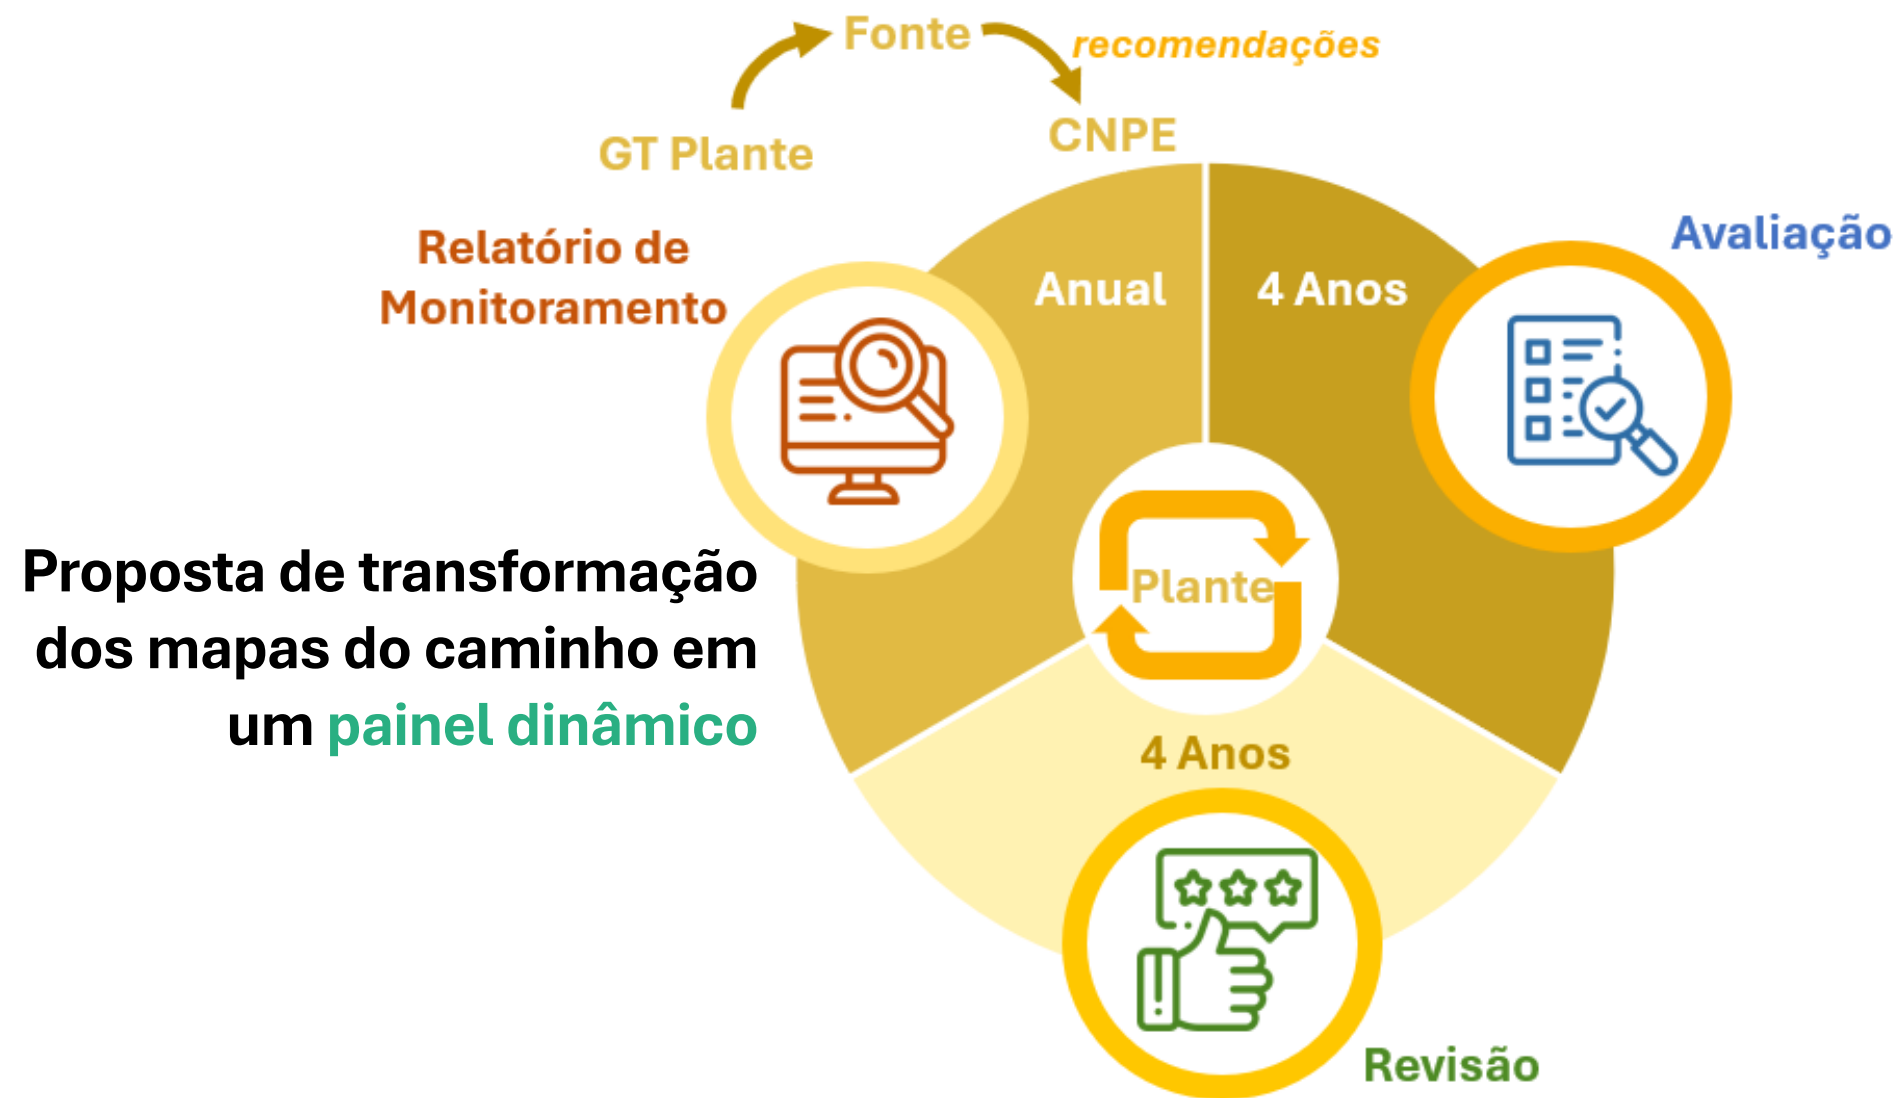 Fonte
recomendações
GT Plante
CNPE
Relatório de
Monitoramento
Anual
4 Anos
Avaliação
Proposta de transformação
dos mapas do caminho em
um painel dinâmico
Plante
4 Anos
Revisão